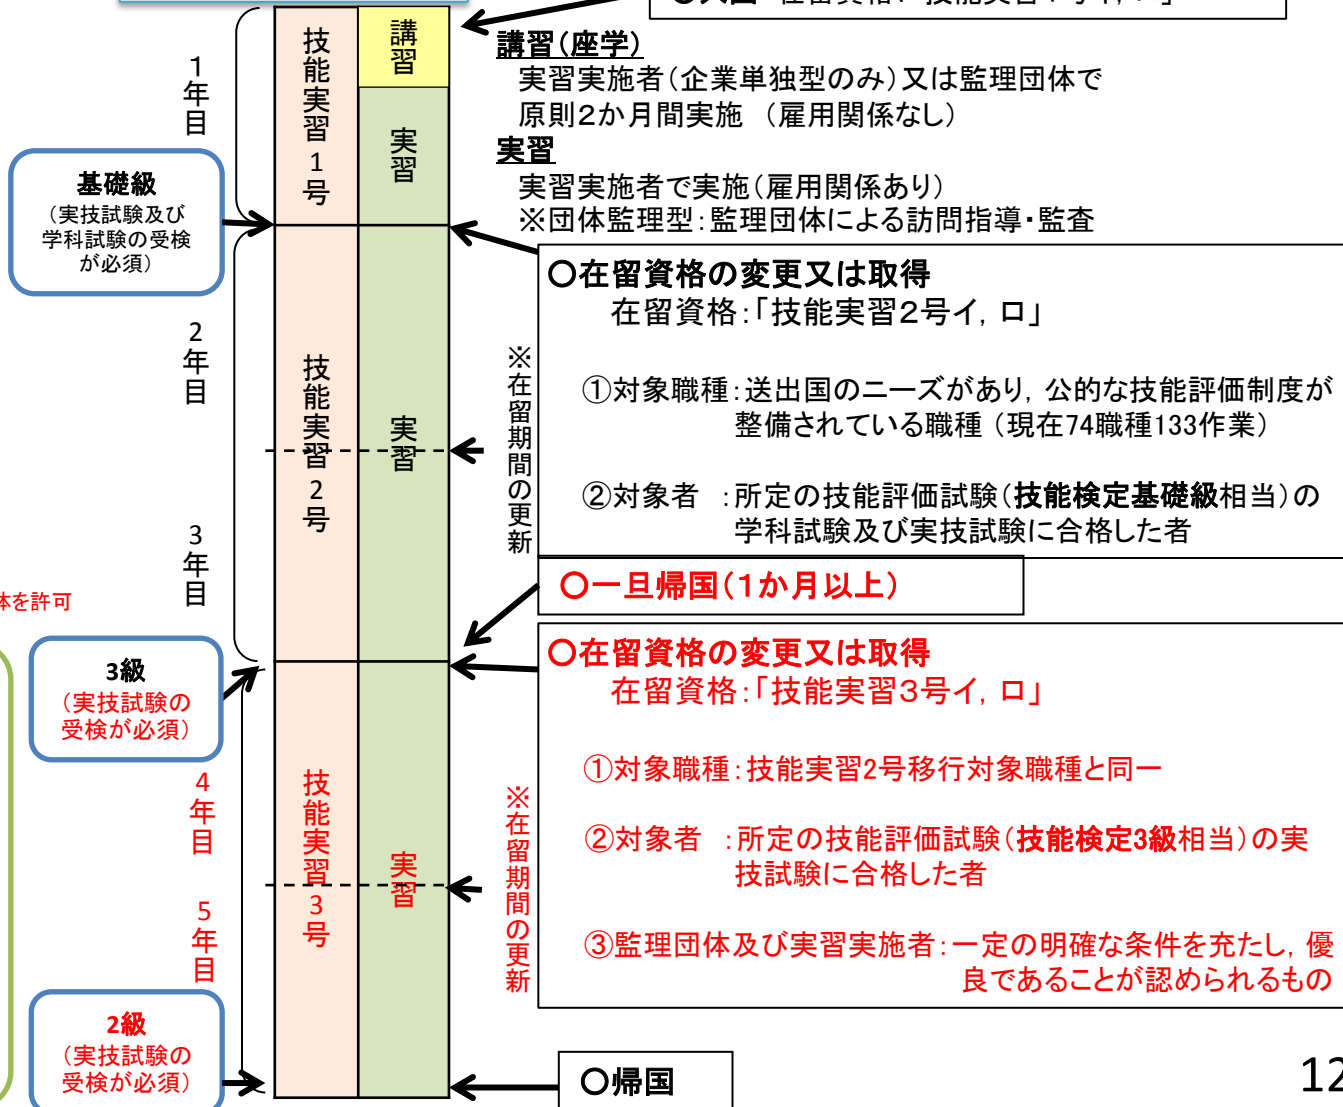 講習(座学)
実習実施者(企業単独型のみ)又は監理団体で
原則2か月間実施 (雇用関係なし)
実習
実習実施者で実施(雇用関係あり)
※団体監理型:監理団体による訪問指導・監査
技能実習1号
講習
実習
1年目
基礎級
(実技試験及び
学科試験の受検
が必須)
〇在留資格の変更又は取得
在留資格:「技能実習2号イ, ロ」
①対象職種:送出国のニーズがあり, 公的な技能評価制度が
整備されている職種 (現在74職種133作業)
②対象者 :所定の技能評価試験(技能検定基礎級相当)の
学科試験及び実技試験に合格した者
2年目
技能実習2号
実習
※在留期間の更新
3年目
〇一旦帰国(1か月以上)
を許可
3級
(実技試験の
受検が必須)
〇在留資格の変更又は取得
在留資格:「技能実習3号イ, ロ」
①対象職種:技能実習2号移行対象職種と同一
②対象者 :所定の技能評価試験(技能検定3級相当)の実
技試験に合格した者
③監理団体及び実習実施者:一定の明確な条件を充たし, 優
良であることが認められるもの
4年目
技能実習3号
実習
※在留期間の更新
5年目
2級
(実技試験の
受検が必須)
〇帰国
12